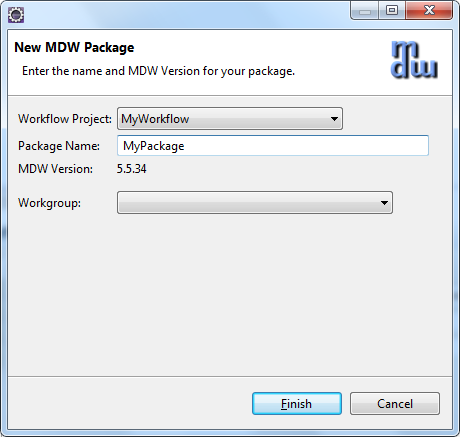 New MDW Package
Enter the name and MDW Version for your package.
mdw
Workflow Project: MyWorkflow
Package Name: MyPackage
MDW Version: 5.5.34
Workgroup:
Finish Cancel